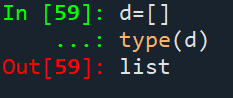 In [59]: d=[]
    ...: type(d)
Out[59]: list